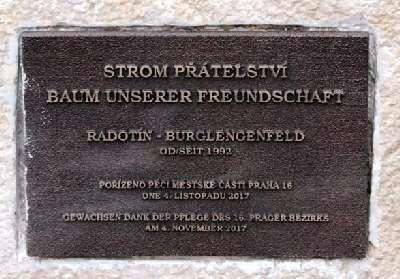 STROM PŘÁTELSTVÍ
BAUM UNSERER FREUNDSCHAFT
RADOTÍN - BURGLENGENFELD
OD/SEIT 1992
POŘÍZENO PÉČÍ MĚSTSKÉ ČÁSTI PRAHA 16
DNE 4. LISTOPADU 2017
GEWACHSEN DANK DER PFLEGE DES 16. PRAGER BEZIRKS
AM 4. NOVEMBER 2017